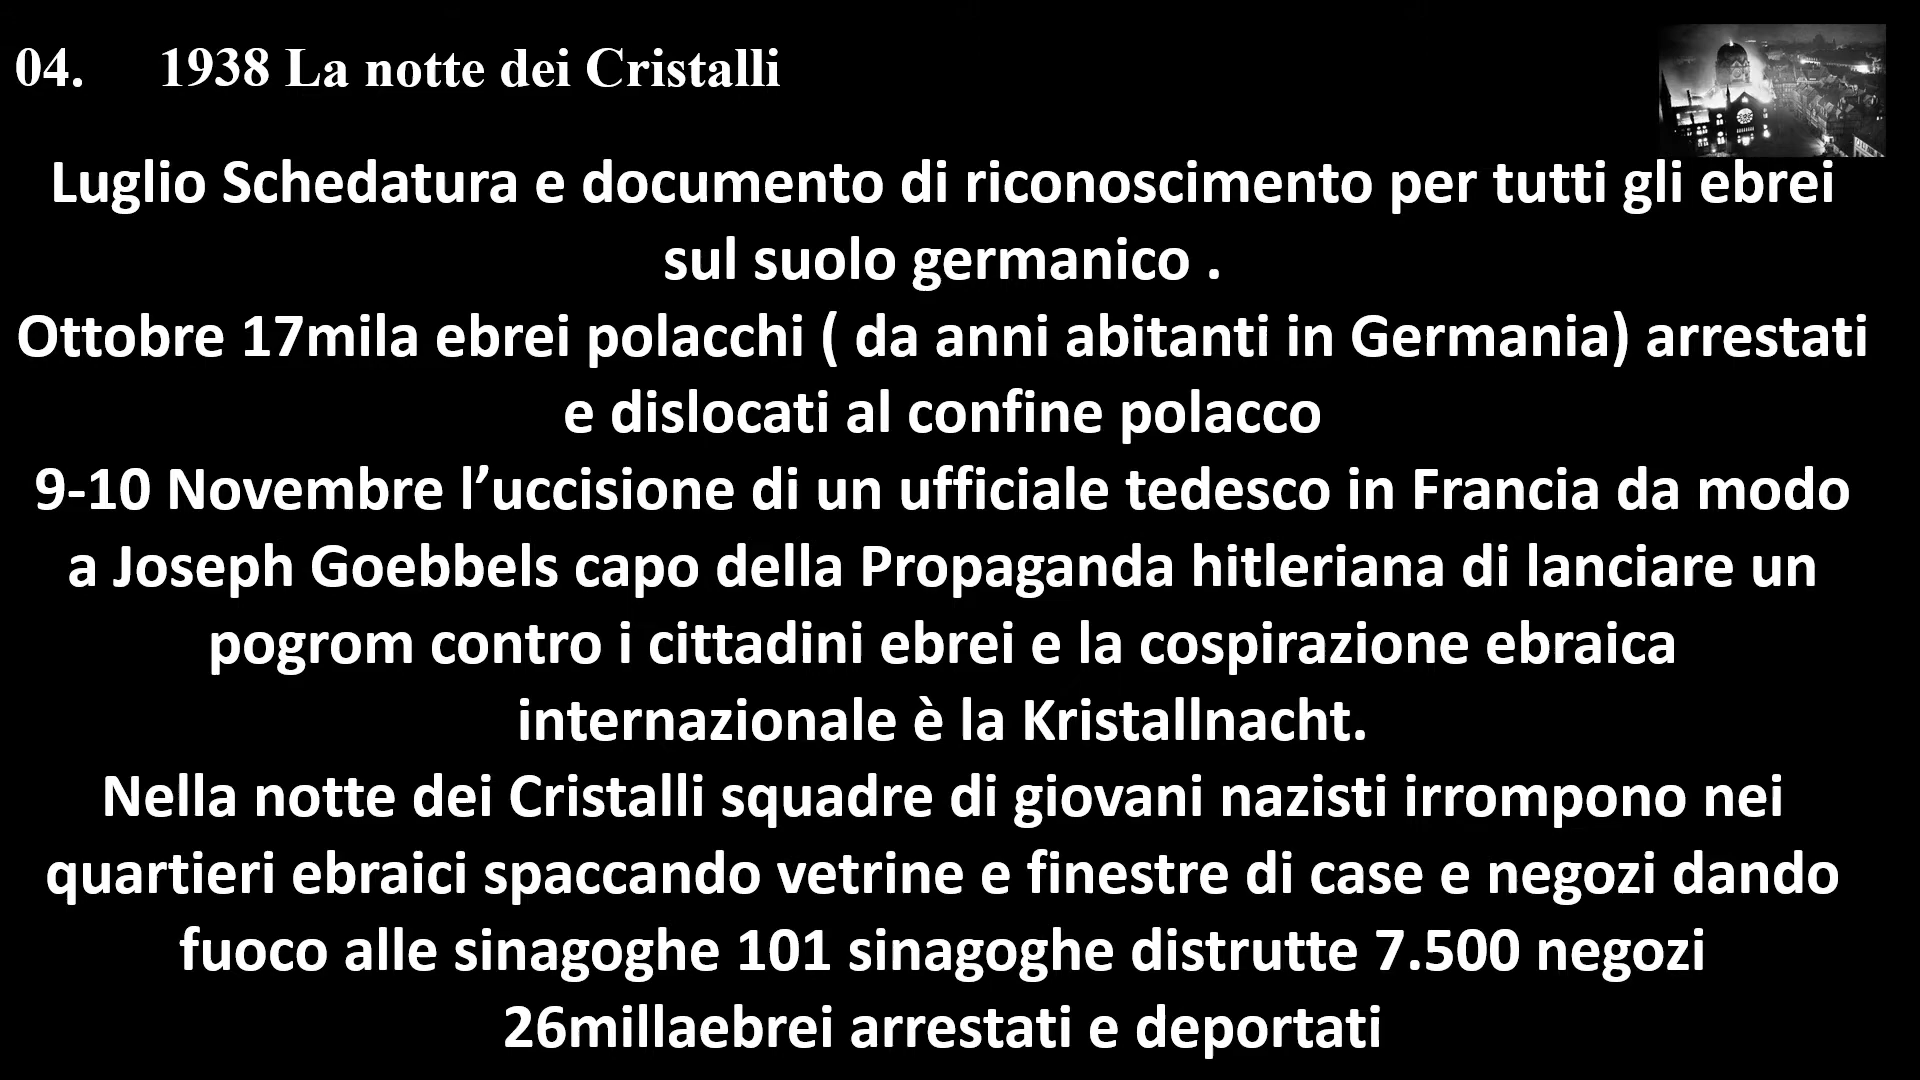 04. 1938 La notte dei Cristalli
Luglio Schedatura e documento di riconoscimento per tutti gli ebrei
sul suolo germanico .
Ottobre 17mila ebrei polacchi ( da anni abitanti in Germania) arrestati
e dislocati al confine polacco
9-10 Novembre l’uccisione di un ufficiale tedesco in Francia da modo
a Joseph Goebbels capo della Propaganda hitleriana di lanciare un
pogrom contro i cittadini ebrei e la cospirazione ebraica
internazionale è la Kristallnacht.
Nella notte dei Cristalli squadre di giovani nazisti irrompono nei
quartieri ebraici spaccando vetrine e finestre di case e negozi dando
fuoco alle sinagoghe 101 sinagoghe distrutte 7.500 negozi
26millaebrei arrestati e deportati